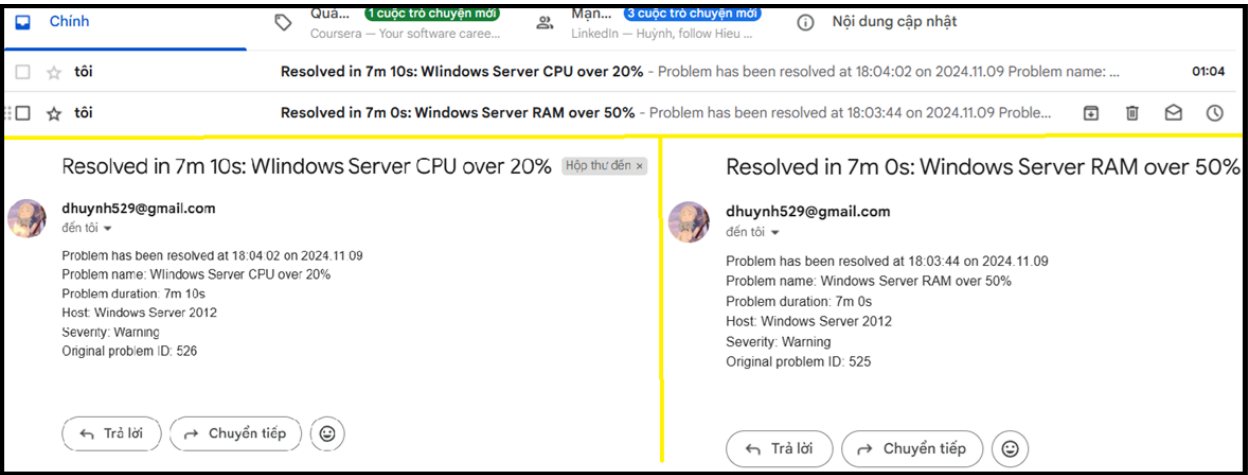 Chính
Quả... 1 cuộc trò chuyện mới
Coursera — Your software caree...
Mạn... 3 cuộc trò chuyện mới
LinkedIn — Huỳnh, follow Hieu ...
Nội dung cập nhật
tôi Resolved in 7m 10s: Wlindows Server CPU over 20% - Problem has been resolved at 18:04:02 on 2024.11.09 Problem name: ... 01:04
tôi Resolved in 7m 0s: Windows Server RAM over 50% - Problem has been resolved at 18:03:44 on 2024.11.09 Proble...
Resolved in 7m 10s: Wlindows Server CPU over 20% Hộp thư đến ×
dhuynh529@gmail.com
đến tôi
Problem has been resolved at 18:04:02 on 2024.11.09
Problem name: Wlindows Server CPU over 20%
Problem duration: 7m 10s
Host: Windows Server 2012
Severity: Warning
Original problem ID: 526
Trả lời
Chuyển tiếp
Resolved in 7m 0s: Windows Server RAM over 50%
dhuynh529@gmail.com
đến tôi
Problem has been resolved at 18:03:44 on 2024.11.09
Problem name: Windows Server RAM over 50%
Problem duration: 7m 0s
Host: Windows Server 2012
Severity: Warning
Original problem ID: 525
Trả lời
Chuyển tiếp